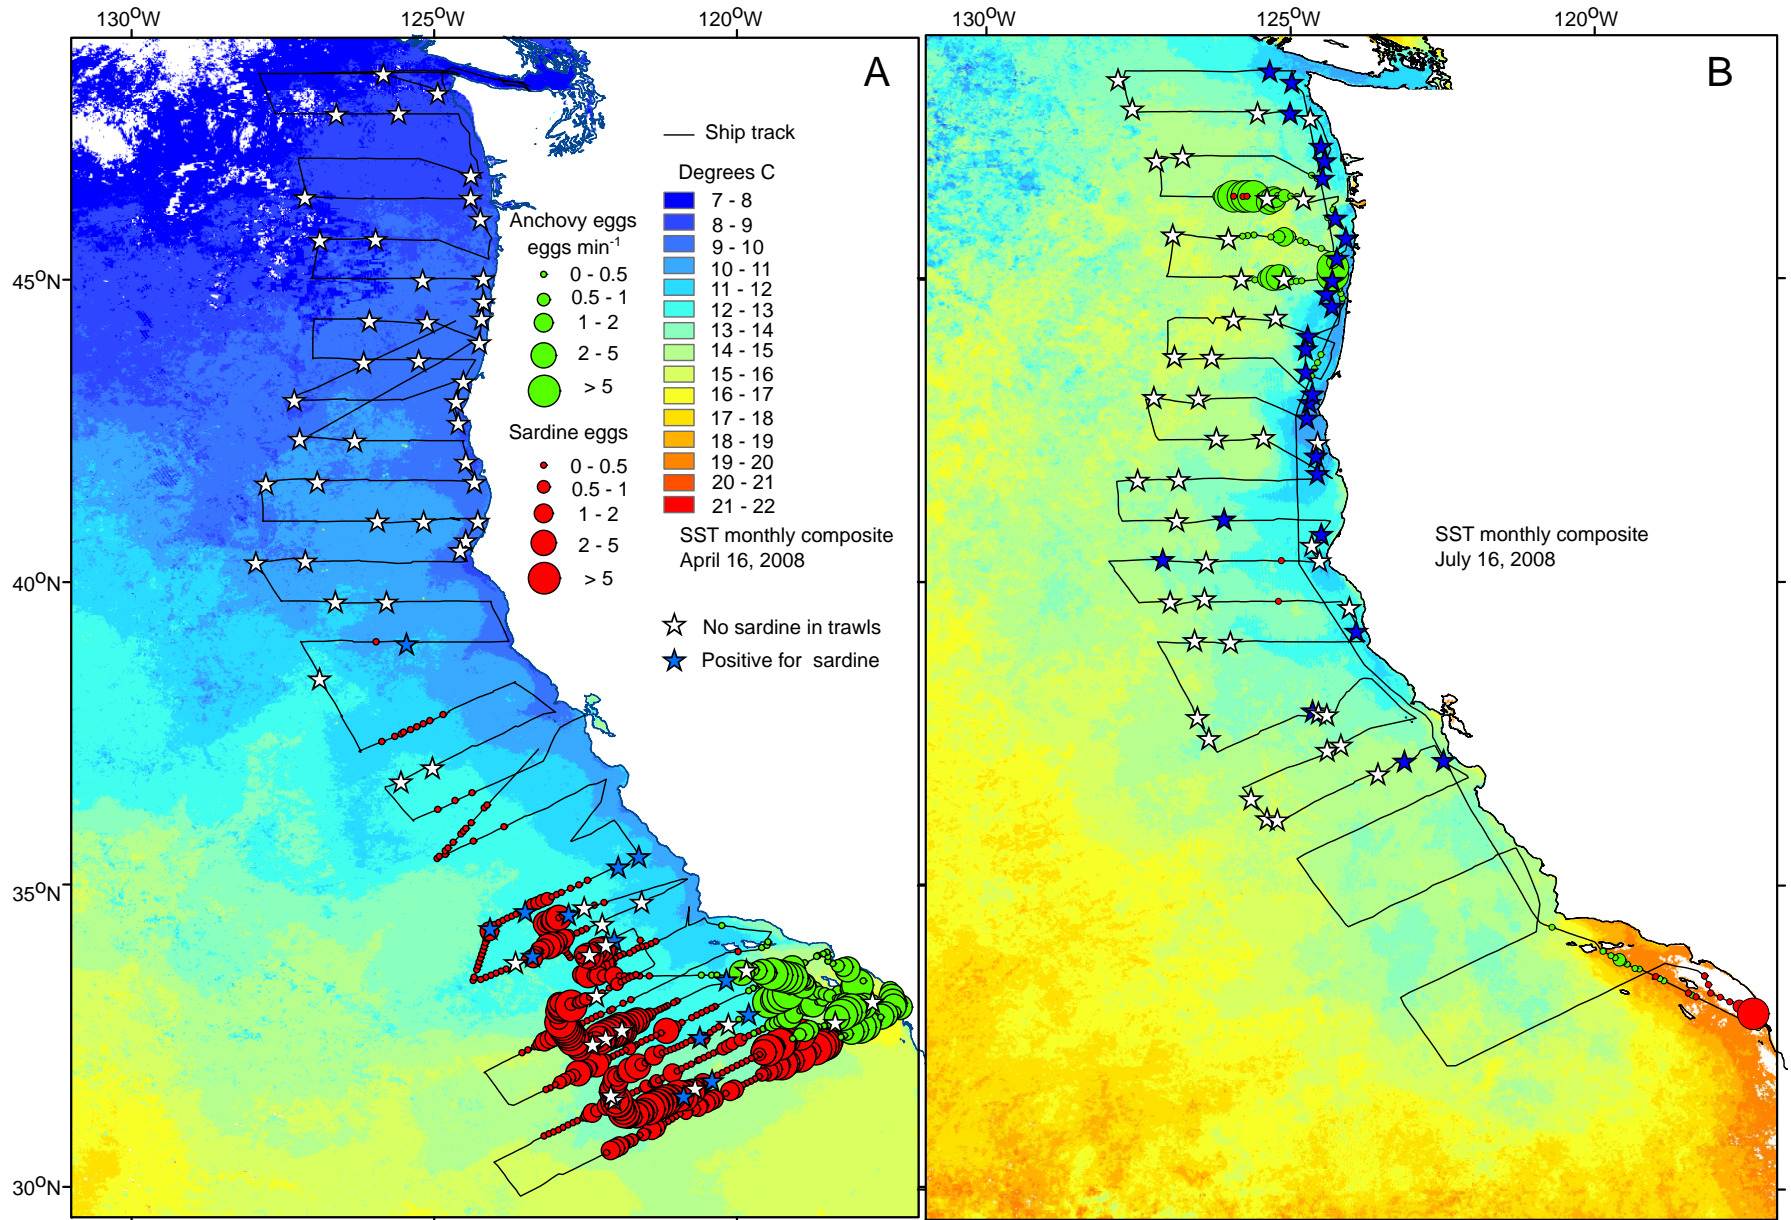 130°W 125°W 120°W 130°W 125°W 120°W
A
B
Ship track
Degrees C
7 - 8
8 - 9
9 - 10
10 - 11
11 - 12
12 - 13
13 - 14
14 - 15
15 - 16
16 - 17
17 - 18
18 - 19
19 - 20
20 - 21
21 - 22
Anchovy eggs
eggs min⁻¹
0 - 0.5
0.5 - 1
1 - 2
2 - 5
> 5
Sardine eggs
0 - 0.5
0.5 - 1
1 - 2
2 - 5
> 5
SST monthly composite
April 16, 2008
No sardine in trawls
Positive for sardine
SST monthly composite
July 16, 2008
45°N
40°N
35°N
30°N